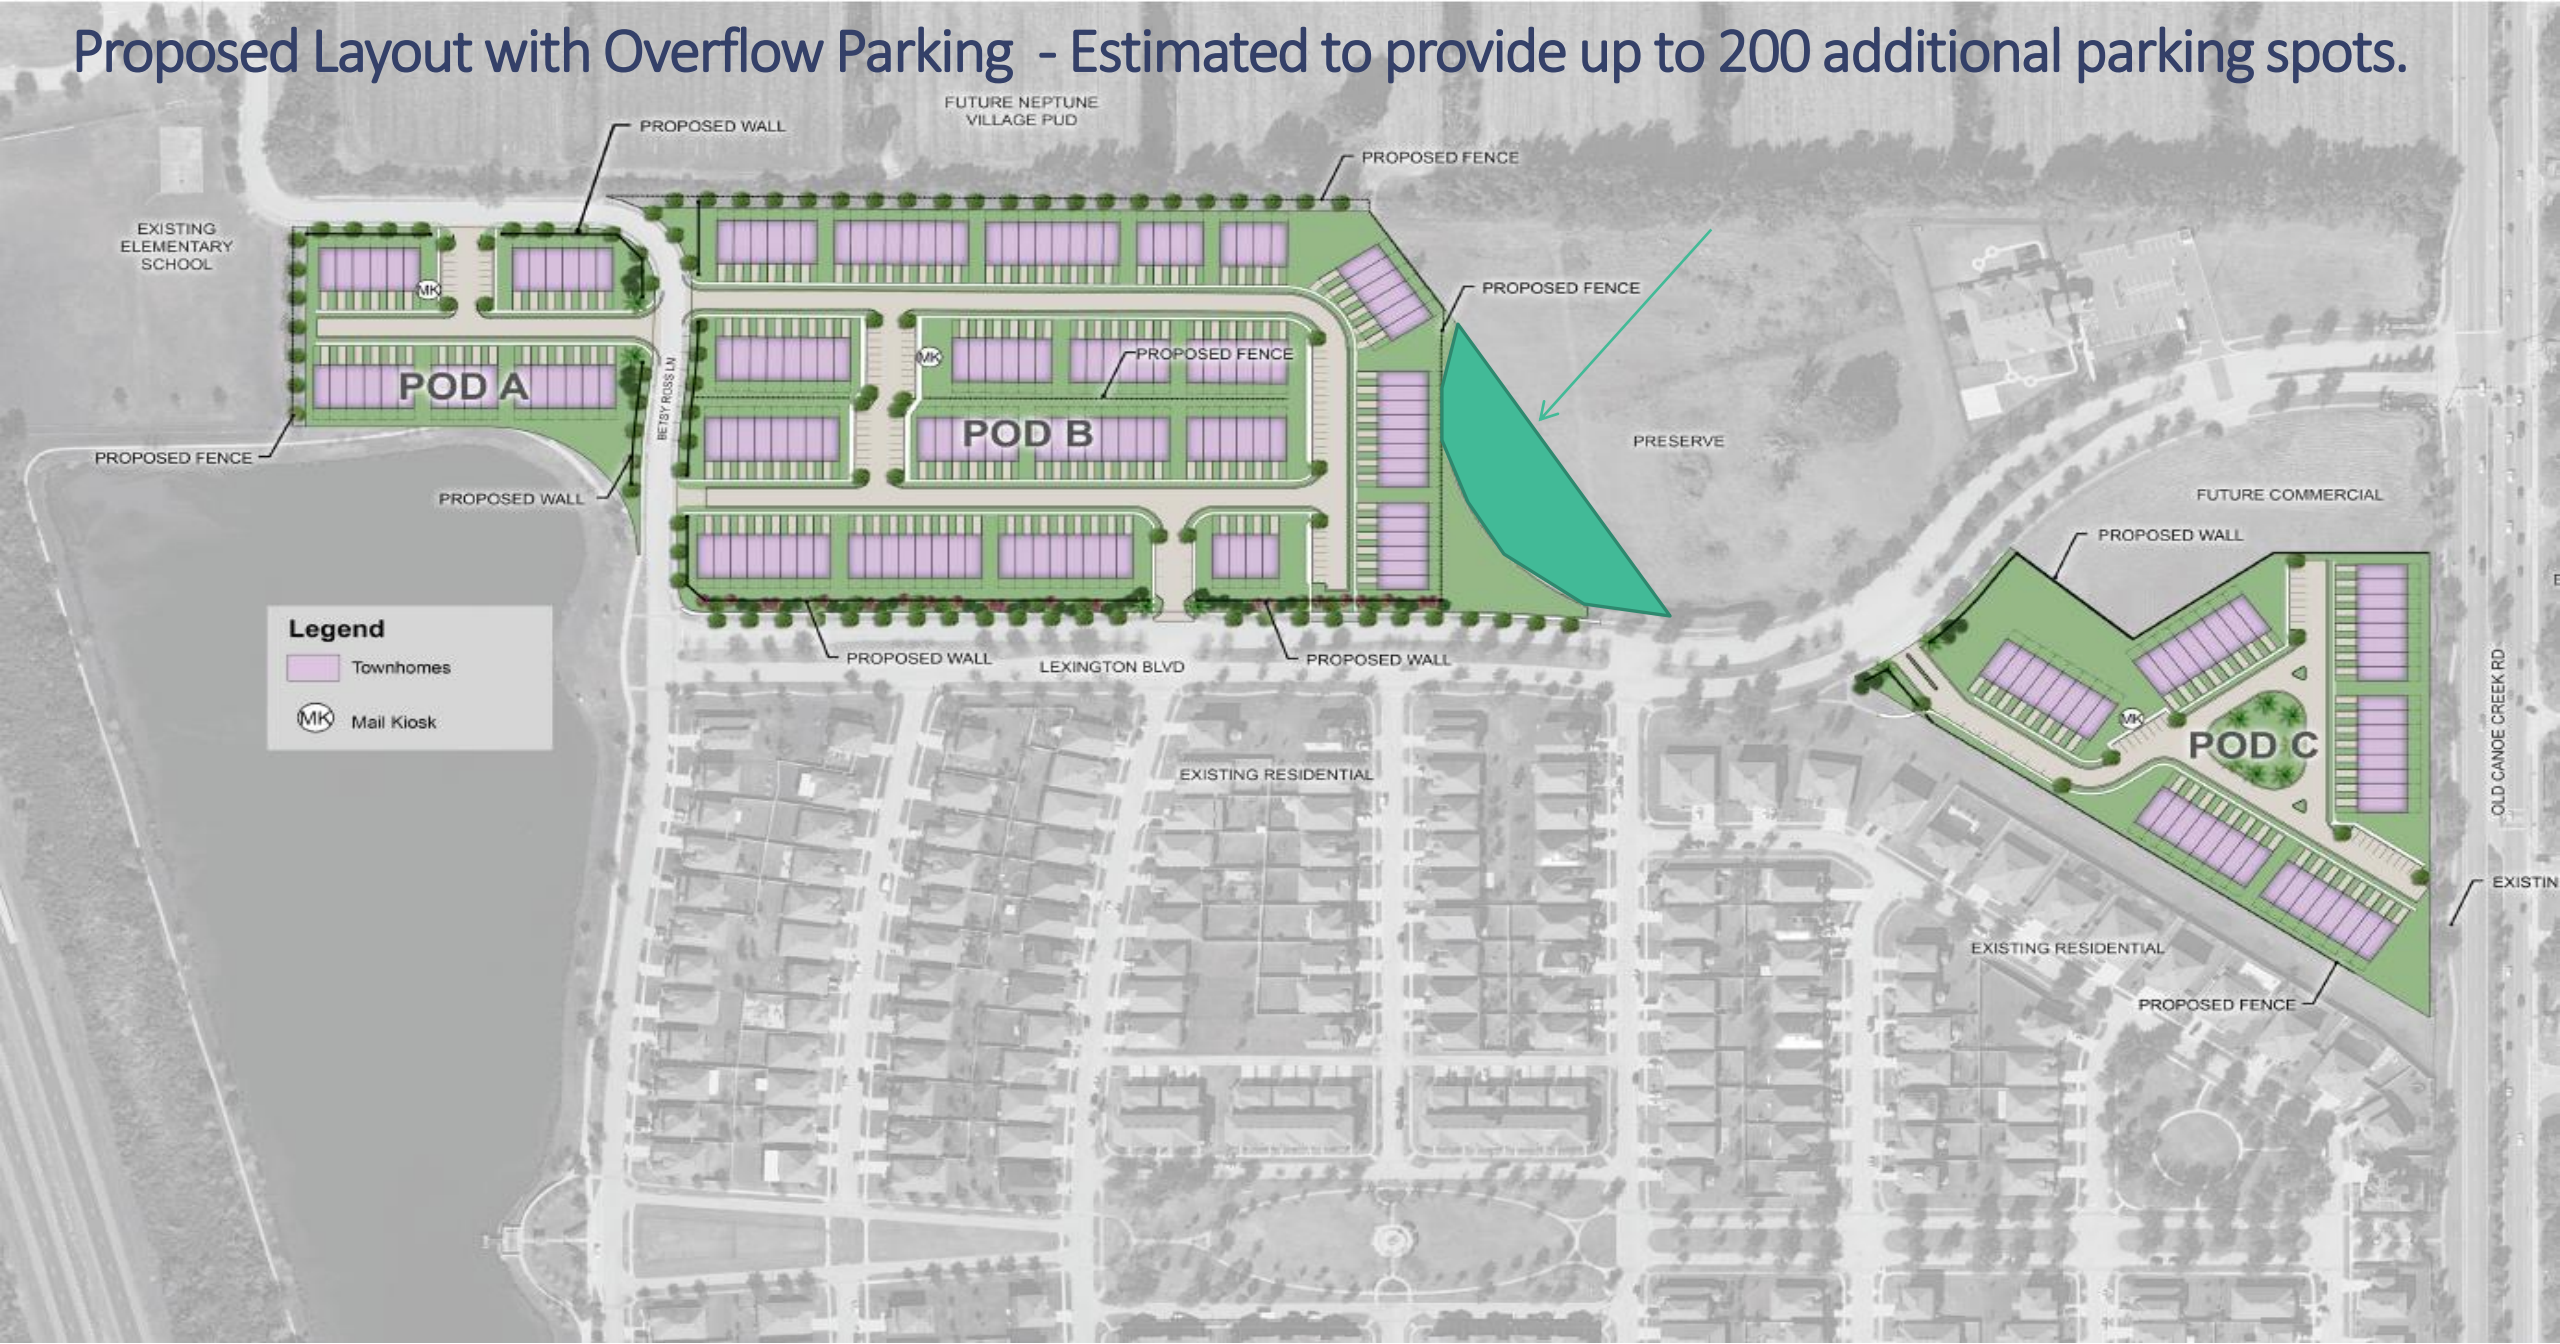 Proposed Layout with Overflow Parking - Estimated to provide up to 200 additional parking spots.
FUTURE NEPTUNE
VILLAGE PUD
PROPOSED WALL
PROPOSED FENCE
EXISTING
ELEMENTARY
SCHOOL
MK
PROPOSED FENCE
MK
PROPOSED FENCE
POD A
BETSY ROSS LN
POD B
PRESERVE
PROPOSED FENCE
PROPOSED WALL
FUTURE COMMERCIAL
PROPOSED WALL
Legend
Townhomes
MK Mail Kiosk
PROPOSED WALL
LEXINGTON BLVD
PROPOSED WALL
MK
POD C
OLD CANOE CREEK RD
EXISTING RESIDENTIAL
EXISTIN
EXISTING RESIDENTIAL
PROPOSED FENCE